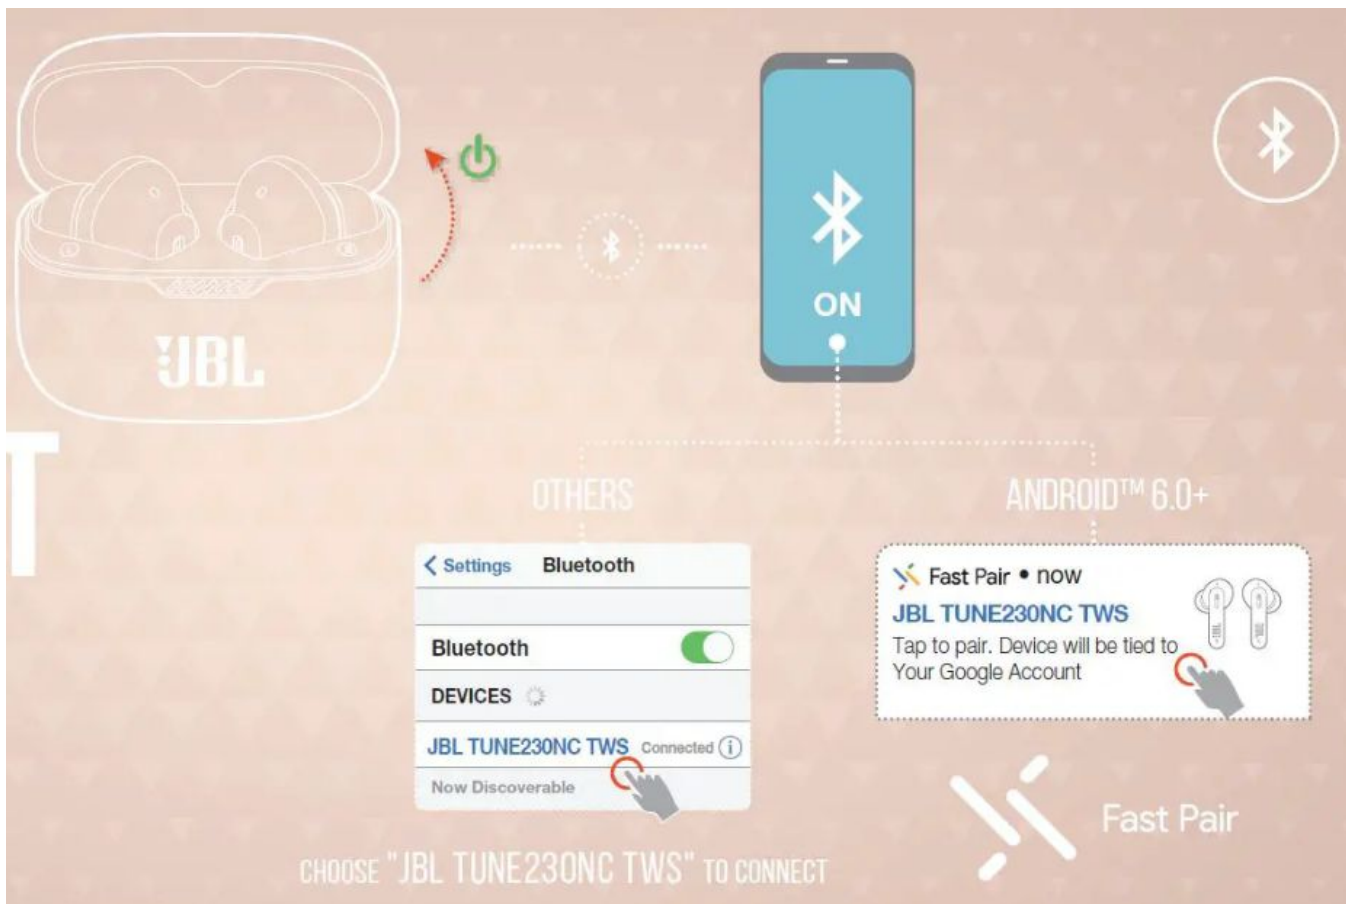 JBL
ON
T
OTHERS
ANDROID™ 6.0+
Settings Bluetooth
Bluetooth
DEVICES
JBL TUNE230NC TWS Connected
Now Discoverable
Fast Pair • now
JBL TUNE230NC TWS
Tap to pair. Device will be tied to
Your Google Account
JBL
JBL
Fast Pair
CHOOSE "JBL TUNE230NC TWS" TO CONNECT